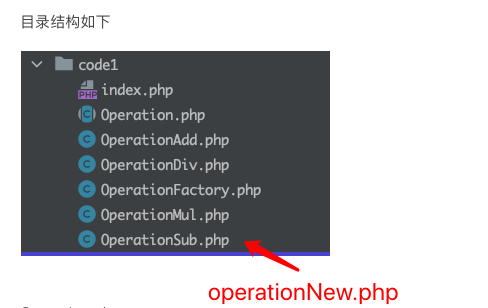 目录结构如下
code1
PHP index.php
C Operation.php
C OperationAdd.php
C OperationDiv.php
C OperationFactory.php
C OperationMul.php
C OperationSub.php
operationNew.php